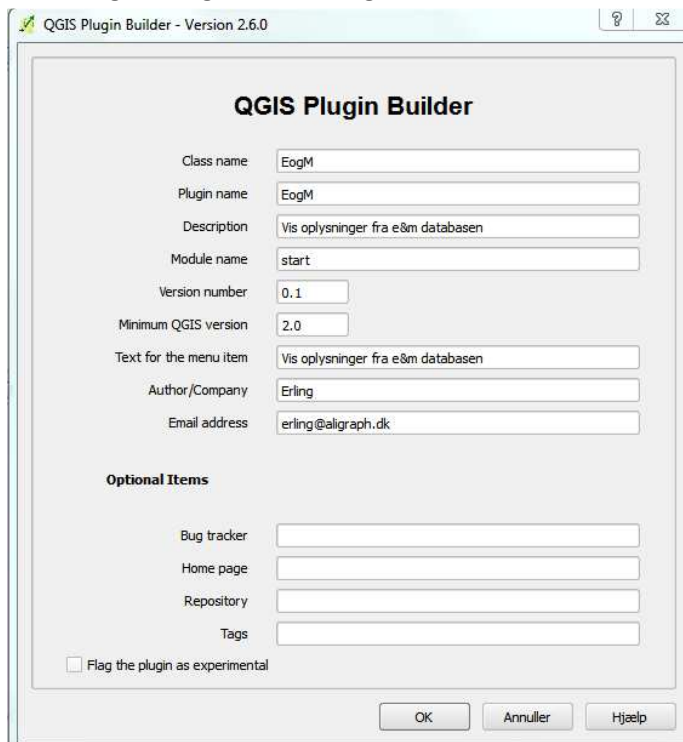 QGIS Plugin Builder - Version 2.6.0
QGIS Plugin Builder
Class name EogM
Plugin name EogM
Description Vis oplysninger fra e&m databasen
Module name start
Version number 0.1
Minimum QGIS version 2.0
Text for the menu item Vis oplysninger fra e&m databasen
Author/Company Erling
Email address erling@aligraph.dk
Optional Items
Bug tracker
Home page
Repository
Tags
Flag the plugin as experimental
OK Annuller Hjælp